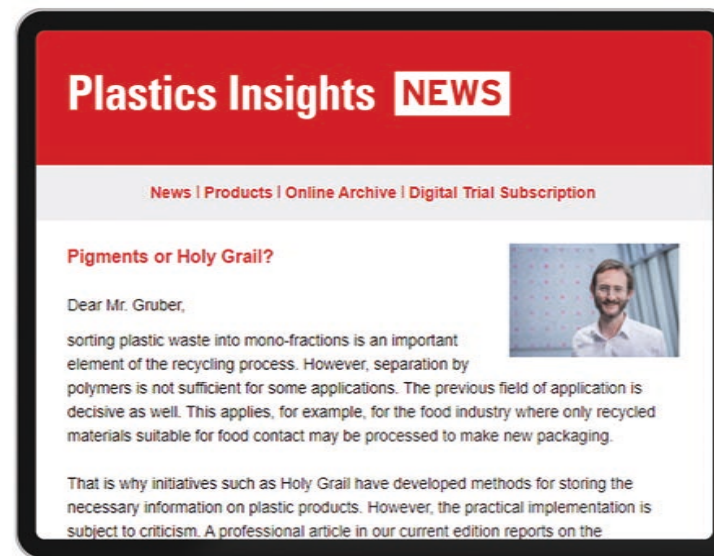 Plastics Insights NEWS
News | Products | Online Archive | Digital Trial Subscription
Pigments or Holy Grail?
Dear Mr. Gruber,
sorting plastic waste into mono-fractions is an important
element of the recycling process. However, separation by
polymers is not sufficient for some applications. The previous field of application is
decisive as well. This applies, for example, for the food industry where only recycled
materials suitable for food contact may be processed to make new packaging.
That is why initiatives such as Holy Grail have developed methods for storing the
necessary information on plastic products. However, the practical implementation is
subject to criticism. A professional article in our current edition reports on the